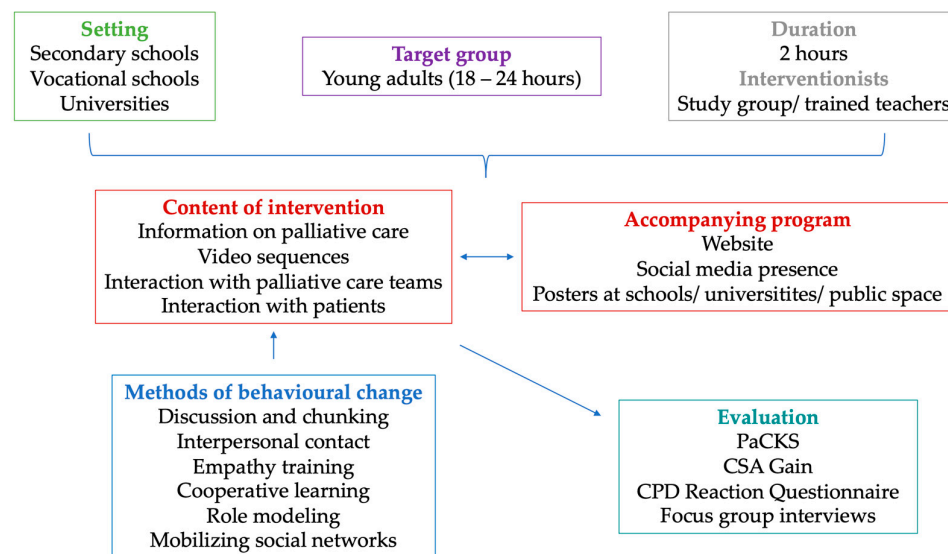 Setting
Secondary schools
Vocational schools
Universities
Target group
Young adults (18 – 24 hours)
Duration
2 hours
Interventionists
Study group/ trained teachers
Content of intervention
Information on palliative care
Video sequences
Interaction with palliative care teams
Interaction with patients
Accompanying program
Website
Social media presence
Posters at schools/ universitites/ public space
Methods of behavioural change
Discussion and chunking
Interpersonal contact
Empathy training
Cooperative learning
Role modeling
Mobilizing social networks
Evaluation
PaCKS
CSA Gain
CPD Reaction Questionnaire
Focus group interviews